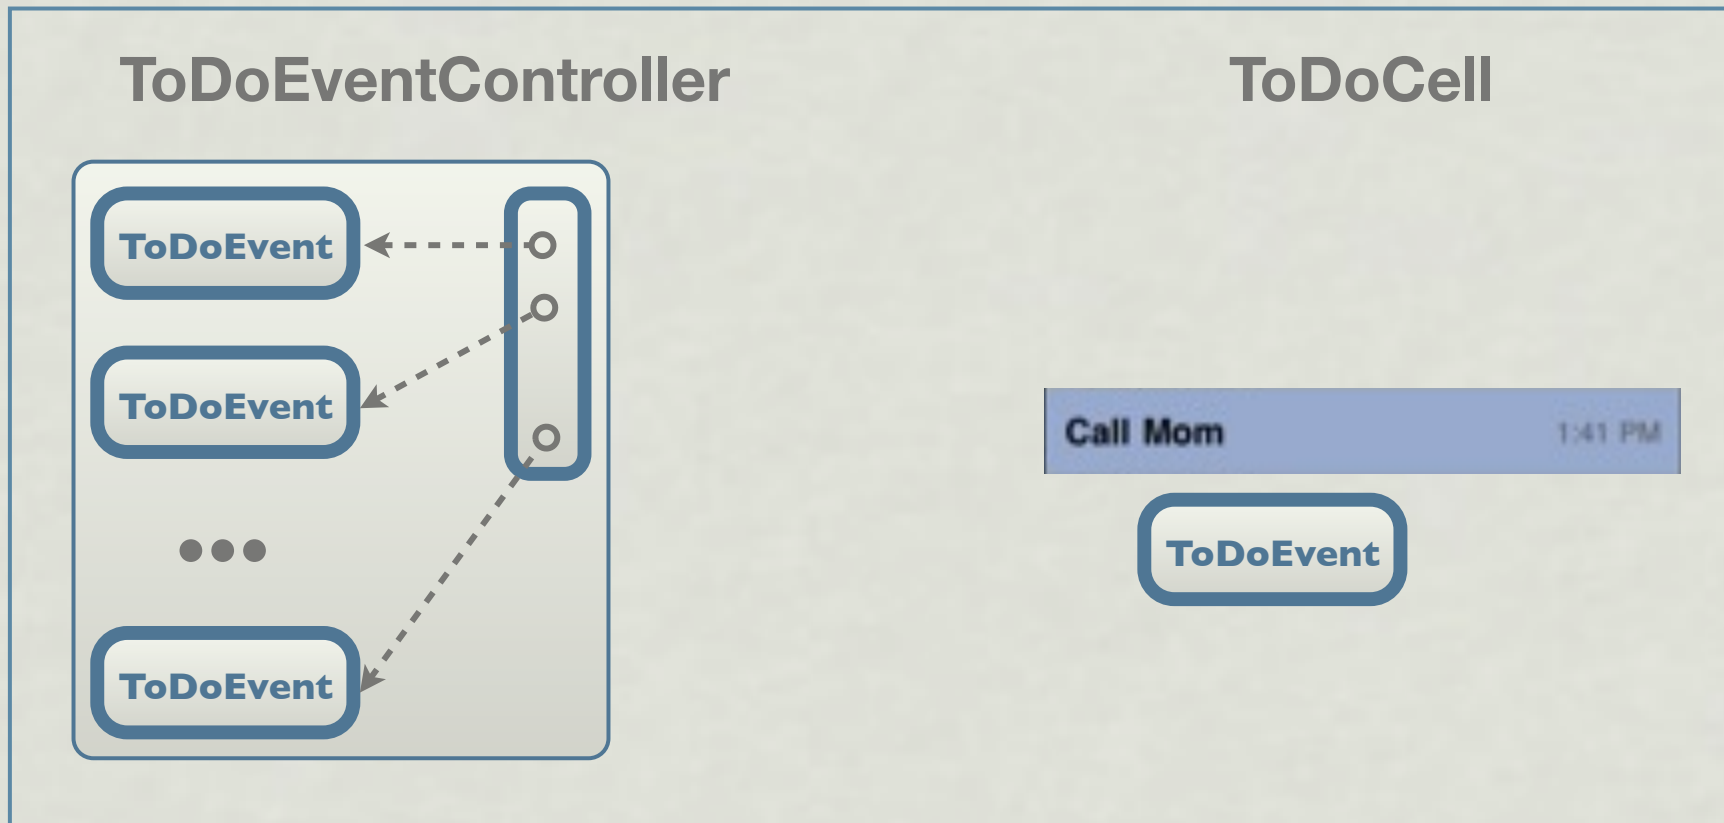 ToDoEventController
ToDoEvent
ToDoEvent
ToDoEvent
ToDoCell
Call Mom 1:41 PM
ToDoEvent